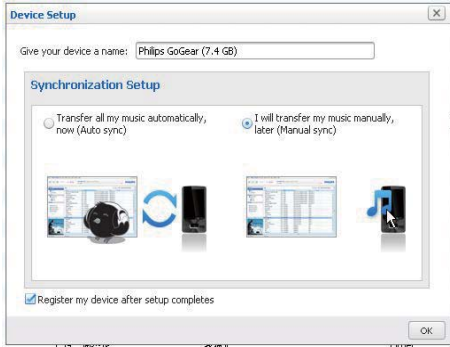 Device Setup
Give your device a name: Philips GoGear (7.4 GB)
Synchronization Setup
Transfer all my music automatically,
now (Auto sync)
I will transfer my music manually,
later (Manual sync)
Register my device after setup completes
OK